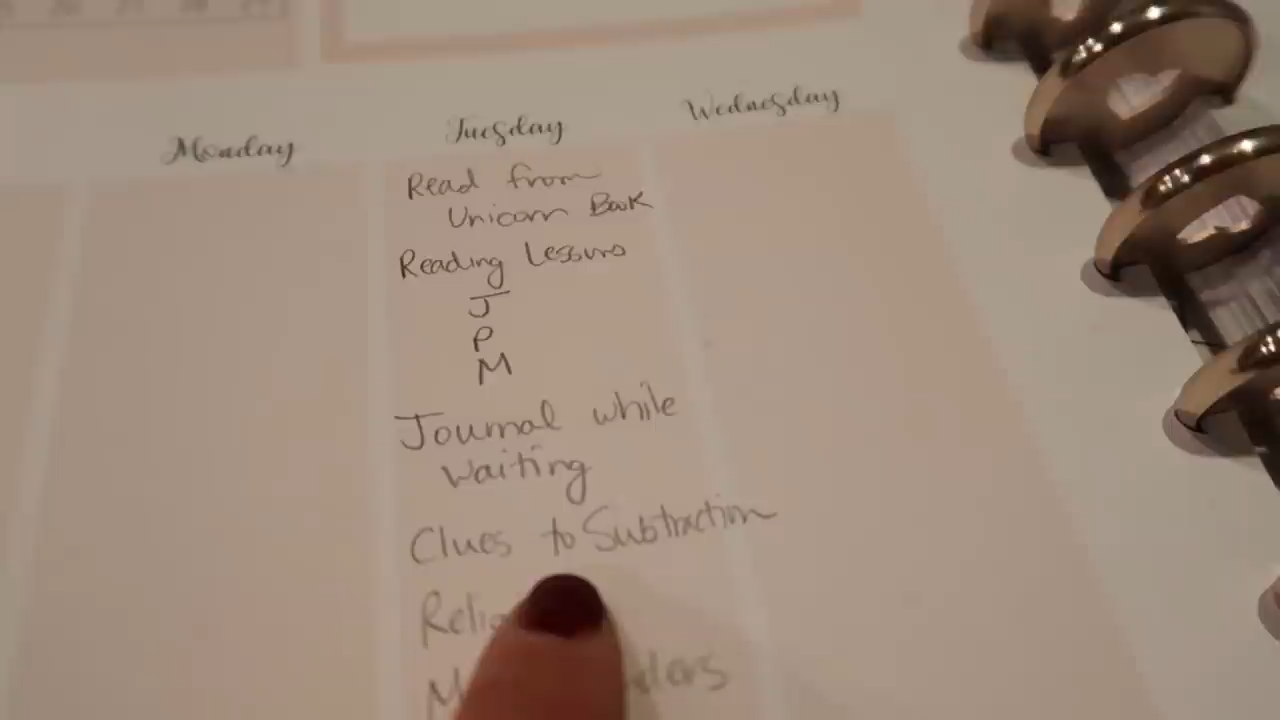 Monday
Tuesday
Wednesday
Read from
Unicorn Book
Reading Lessons
J
P
M
Journal while
Waiting
Clues to Subtraction